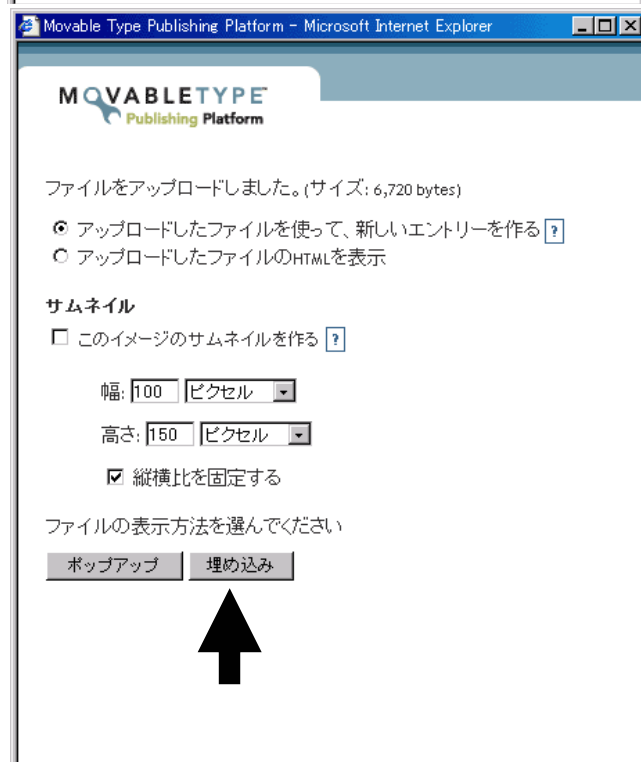 Movable Type Publishing Platform - Microsoft Internet Explorer
MOVABLETYPE™
Publishing Platform
ファイルをアップロードしました。(サイズ: 6,720 bytes)
アップロードしたファイルを使って、新しいエントリーを作る ?
アップロードしたファイルのHTMLを表示
サムネイル
このイメージのサムネイルを作る ?
幅: 100 ピクセル
高さ: 150 ピクセル
縦横比を固定する
ファイルの表示方法を選んでください
ポップアップ 埋め込み